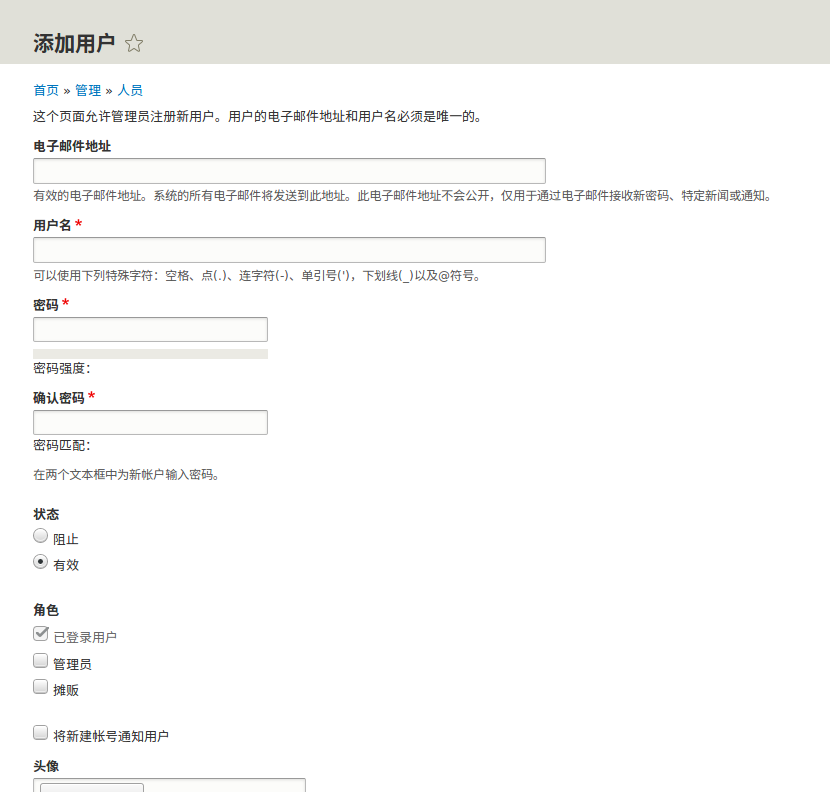 添加用户
首页 » 管理 » 人员
这个页面允许管理员注册新用户。用户的电子邮件地址和用户名必须是唯一的。
电子邮件地址
有效的电子邮件地址。系统的所有电子邮件将发送到此地址。此电子邮件地址不会公开，仅用于通过电子邮件接收新密码、特定新闻或通知。
用户名 *
可以使用下列特殊字符：空格、点(.)、连字符(-)、单引号(')，下划线(_)以及@符号。
密码 *
密码强度：
确认密码 *
密码匹配：
在两个文本框中为新帐户输入密码。
状态
阻止
有效
角色
已登录用户
管理员
摊贩
将新建帐号通知用户
头像